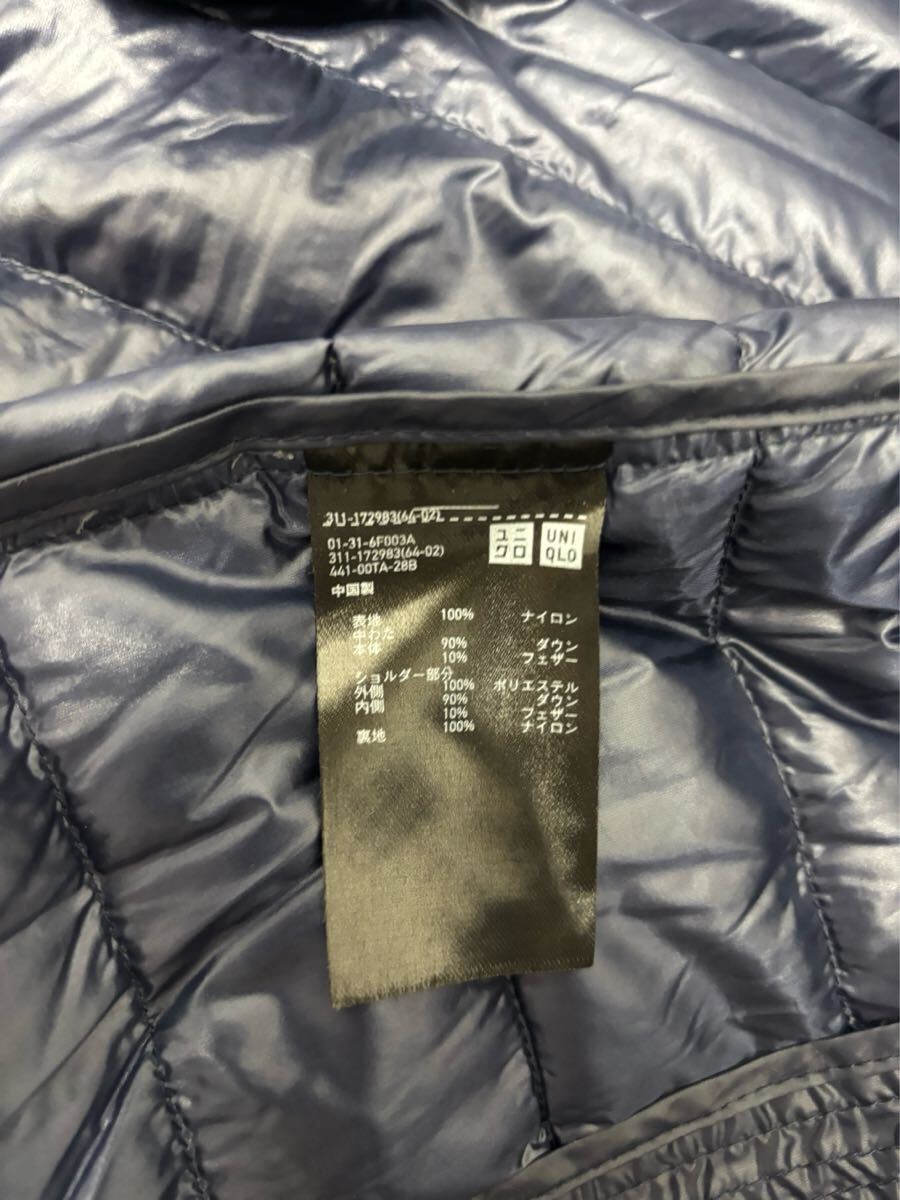 311-172983(64-02)
01-31-6F003A
311-172983(64-02)
441-00TA-28B
ユニ
クロ
UNI
QLO
中国製
表地 100% ナイロン
中わた
本体 90% ダウン
10% フェザー
ショルダー部分
外側 100% ポリエステル
内側 90% ダウン
10% フェザー
裏地 100% ナイロン